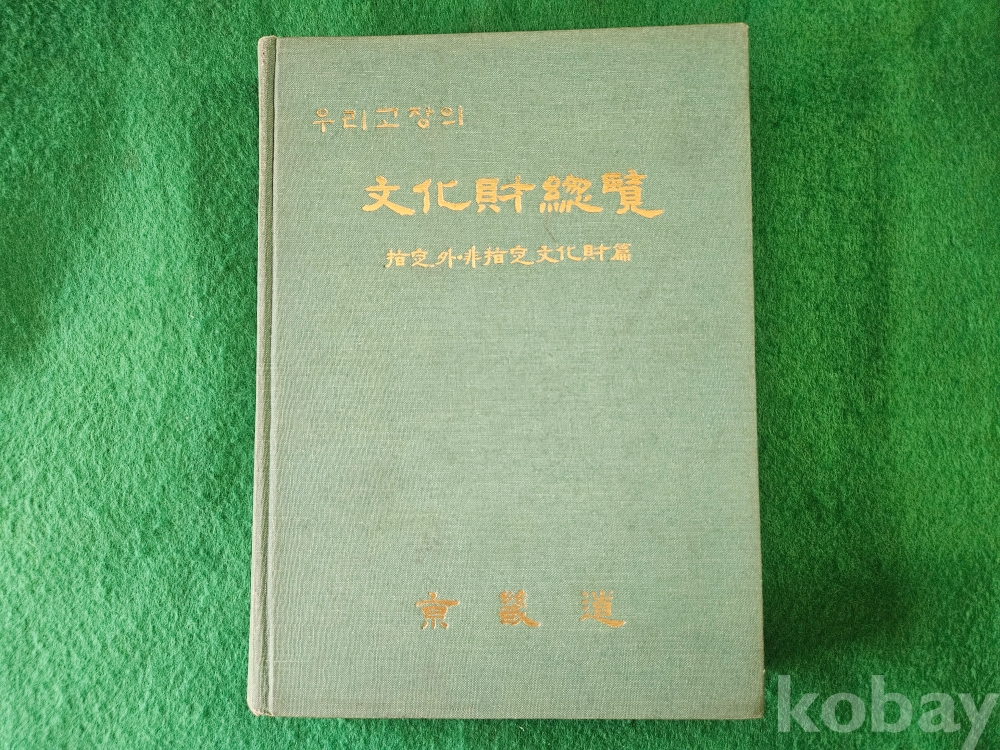 우리고장의
文化財總覽
指定外·非指定文化財篇
京畿道
kobay